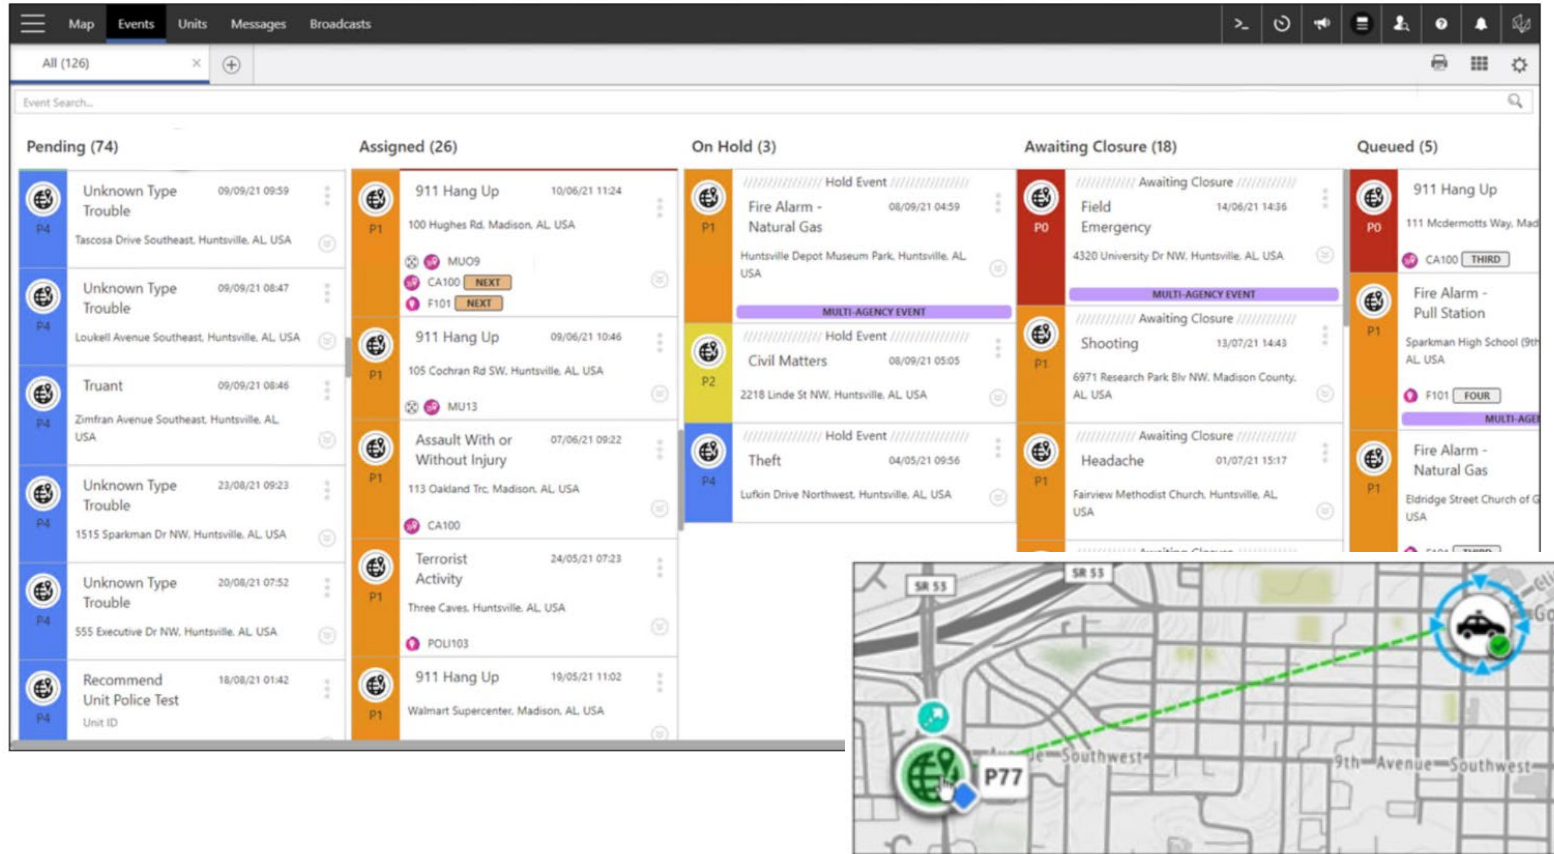 Map Events Units Messages Broadcasts
All (126)
Event Search...
Pending (74)
P4
Unknown Type
Trouble
09/09/21 09:59
Tascosa Drive Southeast, Huntsville, AL, USA
P4
Unknown Type
Trouble
09/09/21 08:47
Loukell Avenue Southeast, Huntsville, AL, USA
P4
Truant
09/09/21 08:46
Zimfran Avenue Southeast, Huntsville, AL,
USA
P4
Unknown Type
Trouble
23/08/21 09:23
1515 Sparkman Dr NW, Huntsville, AL, USA
P4
Unknown Type
Trouble
20/08/21 07:52
555 Executive Dr NW, Huntsville, AL, USA
P4
Recommend
Unit Police Test
18/08/21 01:42
Unit ID
Assigned (26)
P1
911 Hang Up
10/06/21 11:24
100 Hughes Rd, Madison, AL, USA
MUO9
CA100 NEXT
F101 NEXT
P1
911 Hang Up
09/06/21 10:46
105 Cochran Rd SW, Huntsville, AL, USA
MU13
P1
Assault With or
Without Injury
07/06/21 09:22
113 Oakland Trc, Madison, AL, USA
CA100
P1
Terrorist
Activity
24/05/21 07:23
Three Caves, Huntsville, AL, USA
POLI103
P1
911 Hang Up
19/05/21 11:02
Walmart Supercenter, Madison, AL, USA
On Hold (3)
Hold Event
P1
Fire Alarm -
Natural Gas
08/09/21 04:59
Huntsville Depot Museum Park, Huntsville, AL,
USA
MULTI-AGENCY EVENT
Hold Event
P2
Civil Matters
08/09/21 05:05
2218 Linde St NW, Huntsville, AL, USA
Hold Event
P4
Theft
04/05/21 09:56
Lufkin Drive Northwest, Huntsville, AL, USA
Awaiting Closure (18)
Awaiting Closure
P0
Field
Emergency
14/06/21 14:36
4320 University Dr NW, Huntsville, AL, USA
MULTI-AGENCY EVENT
Awaiting Closure
P1
Shooting
13/07/21 14:43
6971 Research Park Blv NW, Madison County,
AL, USA
Awaiting Closure
P1
Headache
01/07/21 15:17
Fairview Methodist Church, Huntsville, AL,
USA
Queued (5)
P0
911 Hang Up
111 Mcdermotts Way, Mad
CA100 THIRD
P1
Fire Alarm -
Pull Station
Sparkman High School (9th
AL, USA
F101 FOUR
MULTI-AGEN
P1
Fire Alarm -
Natural Gas
Eldridge Street Church of G
USA
SR 53
SR 53
P77
Southwest
9th Avenue Southwest